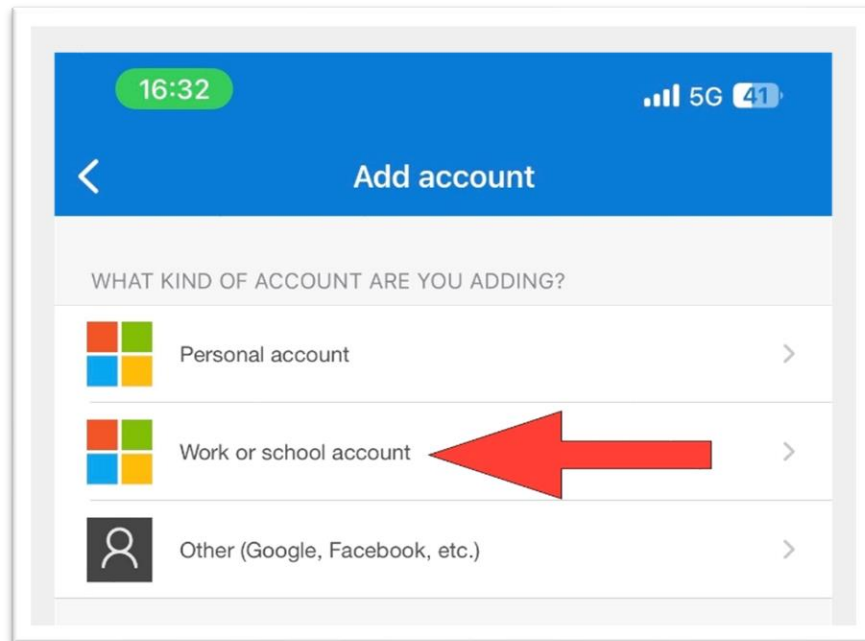 16:32
5G 41
Add account
WHAT KIND OF ACCOUNT ARE YOU ADDING?
Personal account
Work or school account
Other (Google, Facebook, etc.)